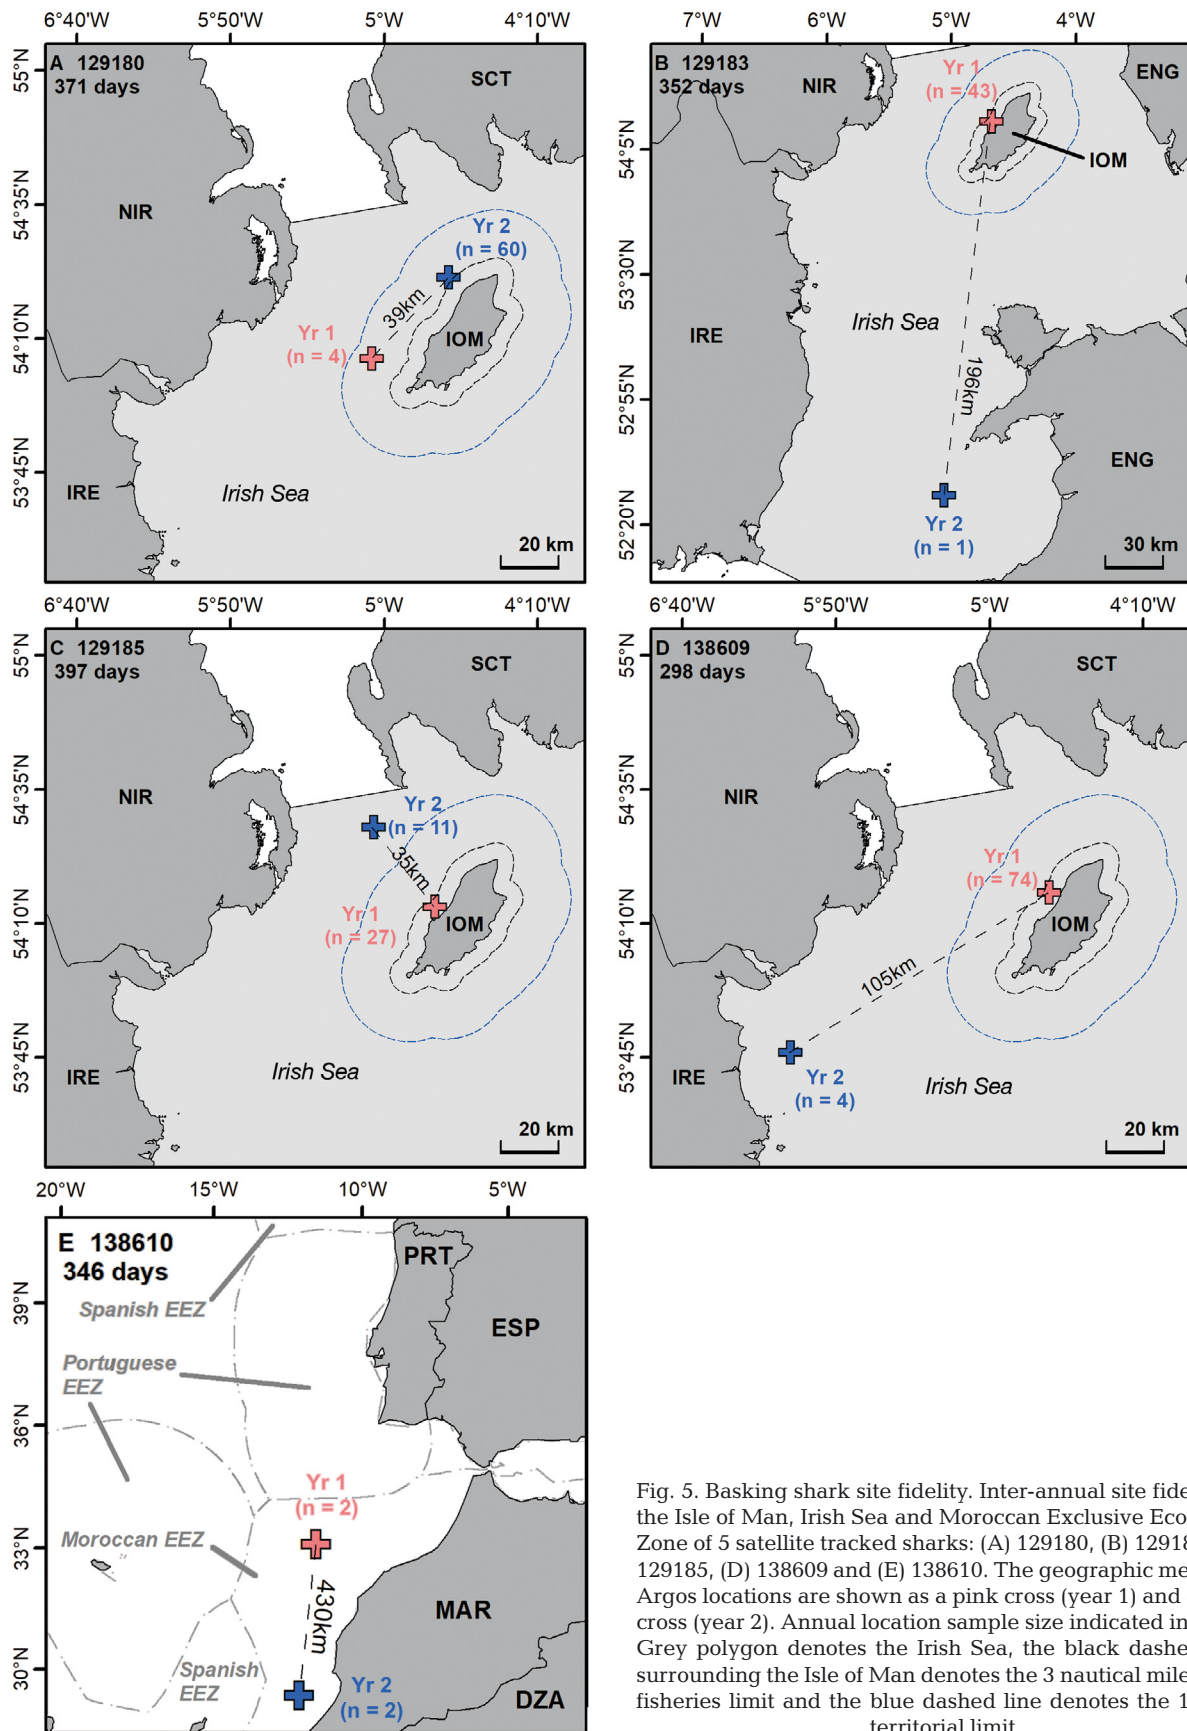 6°40'W 5°50'W 5°W 4°10'W
55°N
54°35'N
54°10'N
53°45'N
A 129180
371 days
SCT
NIR
Yr 2
(n = 60)
39km
Yr 1
(n = 4)
IOM
IRE
Irish Sea
20 km
7°W 6°W 5°W 4°W
54°5'N
53°30'N
52°55'N
52°20'N
B 129183
352 days
NIR
Yr 1
(n = 43)
ENG
IOM
Irish Sea
IRE
196km
ENG
Yr 2
(n = 1)
30 km
6°40'W 5°50'W 5°W 4°10'W
55°N
54°35'N
54°10'N
53°45'N
C 129185
397 days
SCT
NIR
Yr 2
(n = 11)
35km
Yr 1
(n = 27)
IOM
IRE
Irish Sea
20 km
6°40'W 5°50'W 5°W 4°10'W
55°N
54°35'N
54°10'N
53°45'N
D 138609
298 days
SCT
NIR
Yr 1
(n = 74)
IOM
105km
IRE
Yr 2
(n = 4)
Irish Sea
20 km
20°W 15°W 10°W 5°W
39°N
36°N
33°N
30°N
E 138610
346 days
PRT
Spanish EEZ
ESP
Portuguese
EEZ
Yr 1
(n = 2)
Moroccan EEZ
430km
MAR
Spanish
EEZ
Yr 2
(n = 2)
DZA
Fig. 5. Basking shark site fidelity. Inter-annual site fide
the Isle of Man, Irish Sea and Moroccan Exclusive Eco
Zone of 5 satellite tracked sharks: (A) 129180, (B) 12918
129185, (D) 138609 and (E) 138610. The geographic me
Argos locations are shown as a pink cross (year 1) and
cross (year 2). Annual location sample size indicated in
Grey polygon denotes the Irish Sea, the black dashe
surrounding the Isle of Man denotes the 3 nautical mile
fisheries limit and the blue dashed line denotes the 1
territorial limit